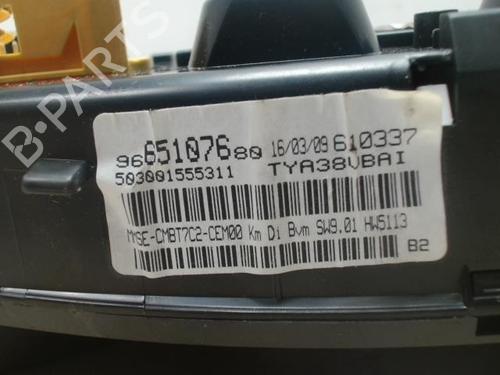 96 651076 80 16/03/09 610337
503001555311 TYA38VBAI
MYSE-CMBT7C2-CEM00 Km Di Bvm SW9.01 HW5113
B2
B-PARTS